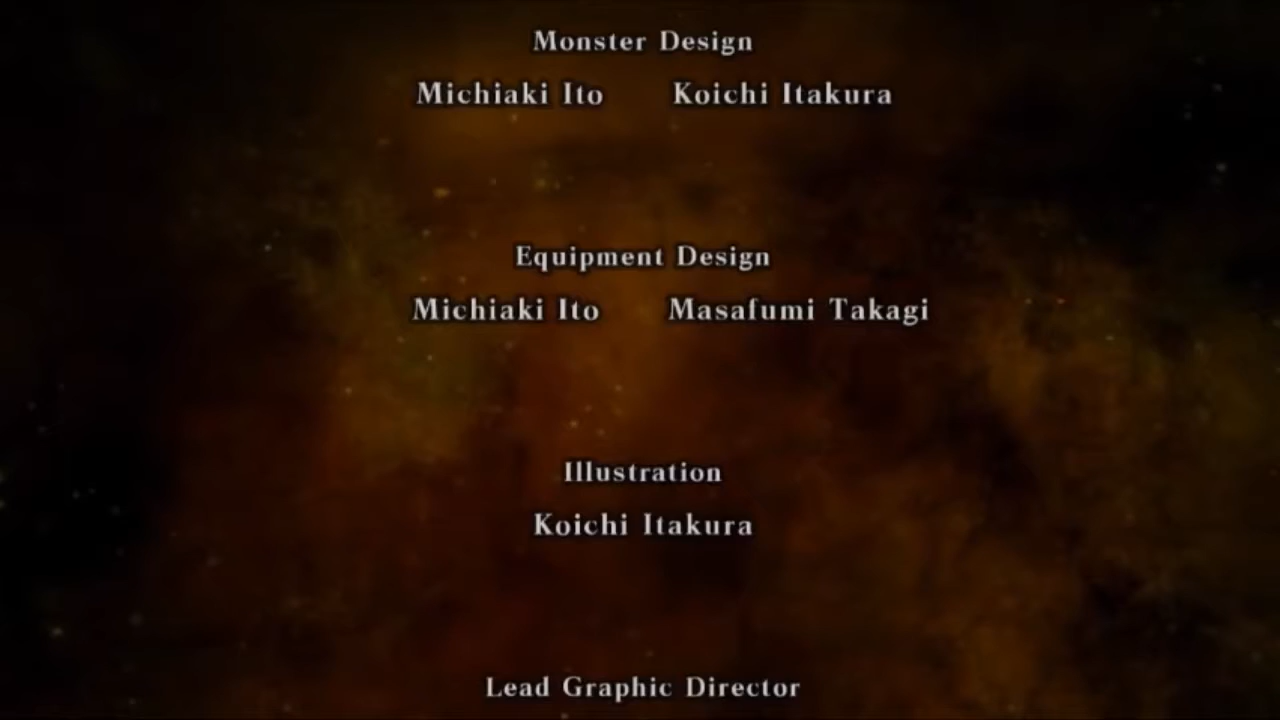 Monster Design
Michiaki Ito Koichi Itakura
Equipment Design
Michiaki Ito Masafumi Takagi
Illustration
Koichi Itakura
Lead Graphic Director